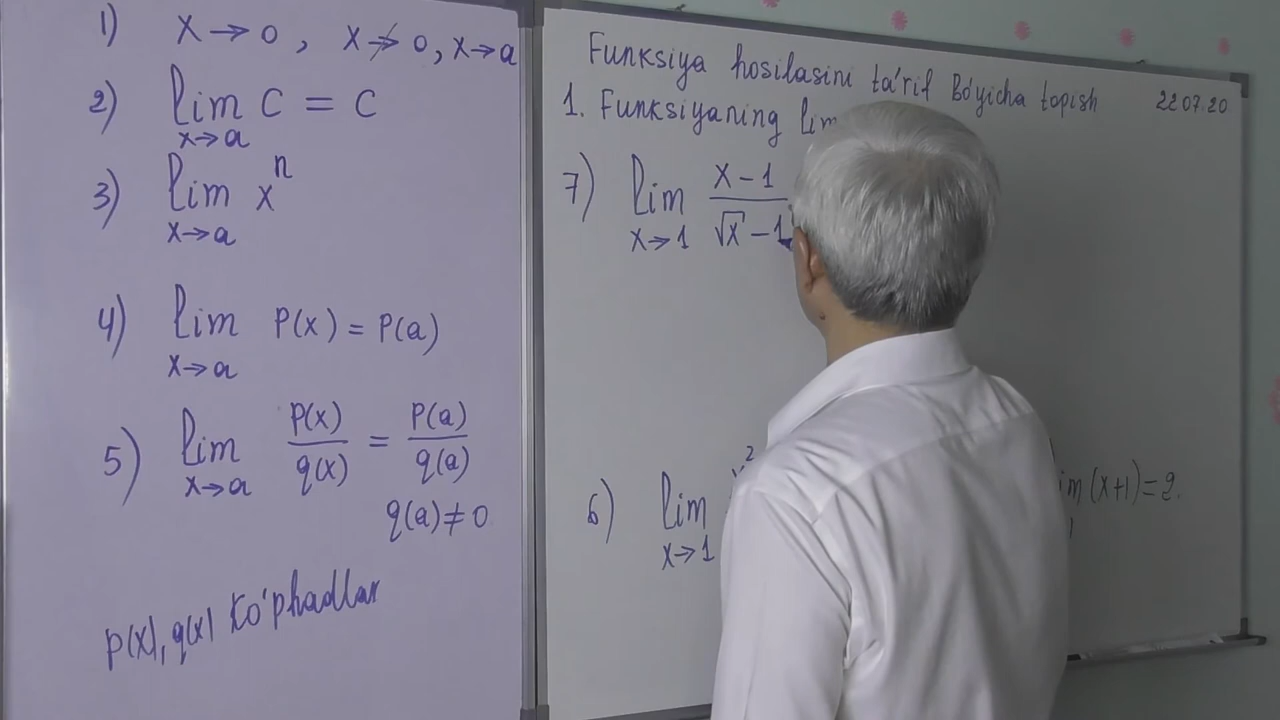 1) x → 0, x ↛ 0, x → a
2) lim C = C
x→a
3) lim xⁿ
x→a
4) lim P(x) = P(a)
x→a
5) lim P(x)/q(x) = P(a)/q(a)
x→a
q(a) ≠ 0
p(x), q(x) Ko'phadlar
Funksiya hosilasini ta'rif Bo'yicha topish 22.07.20
1. Funksiyaning lim
7) lim x-1/√x-1
x→1
6) lim (x+1)=2.
x→1